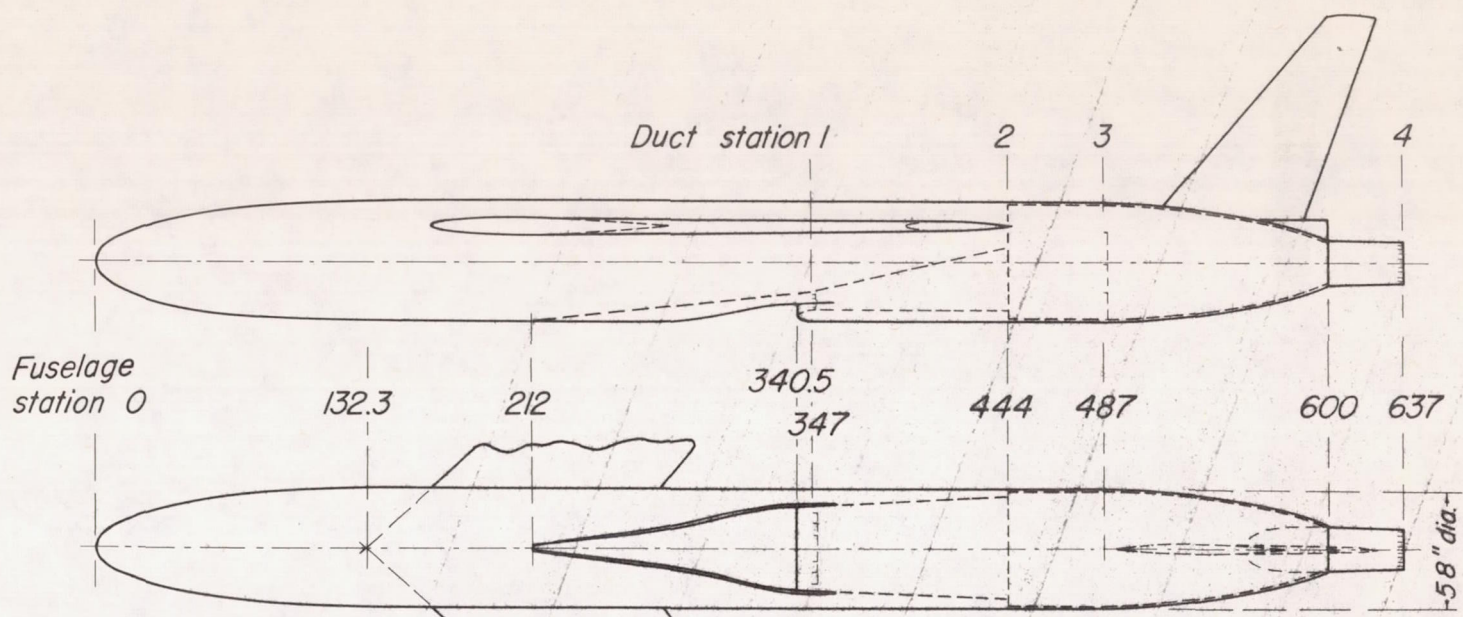 Duct station 1 2 3 4
Fuselage
station 0 132.3 212 340.5 347 444 487 600 637
58" dia.